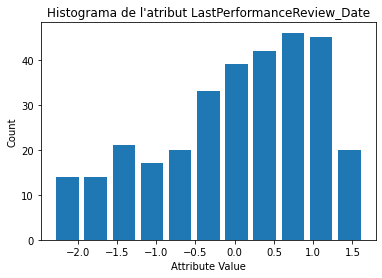 Histograma de l'atribut LastPerformanceReview_Date
Count
40
30
20
10
0
−2.0 −1.5 −1.0 −0.5 0.0 0.5 1.0 1.5
Attribute Value